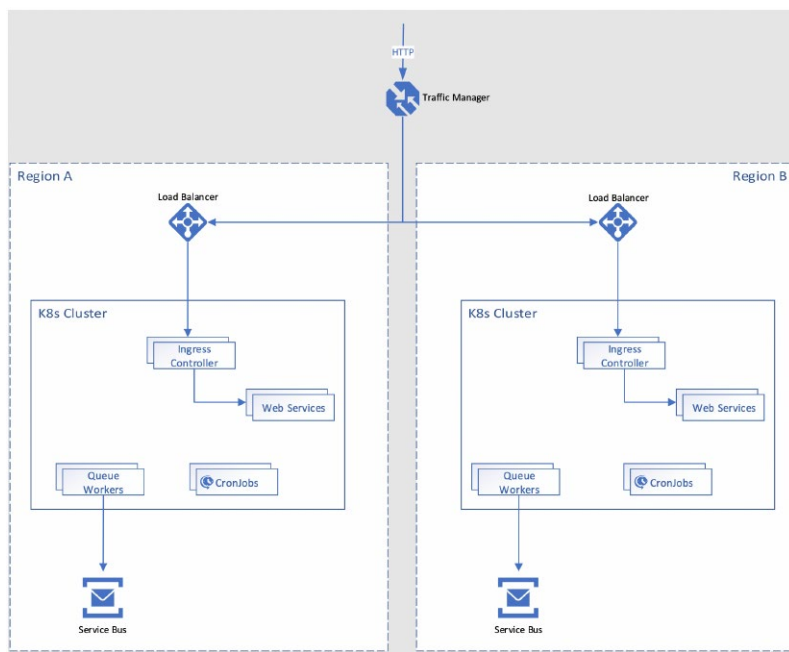 HTTP
Traffic Manager
Region A
Region B
Load Balancer
Load Balancer
K8s Cluster
K8s Cluster
Ingress
Controller
Ingress
Controller
Web Services
Web Services
Queue
Workers
CronJobs
Queue
Workers
CronJobs
Service Bus
Service Bus